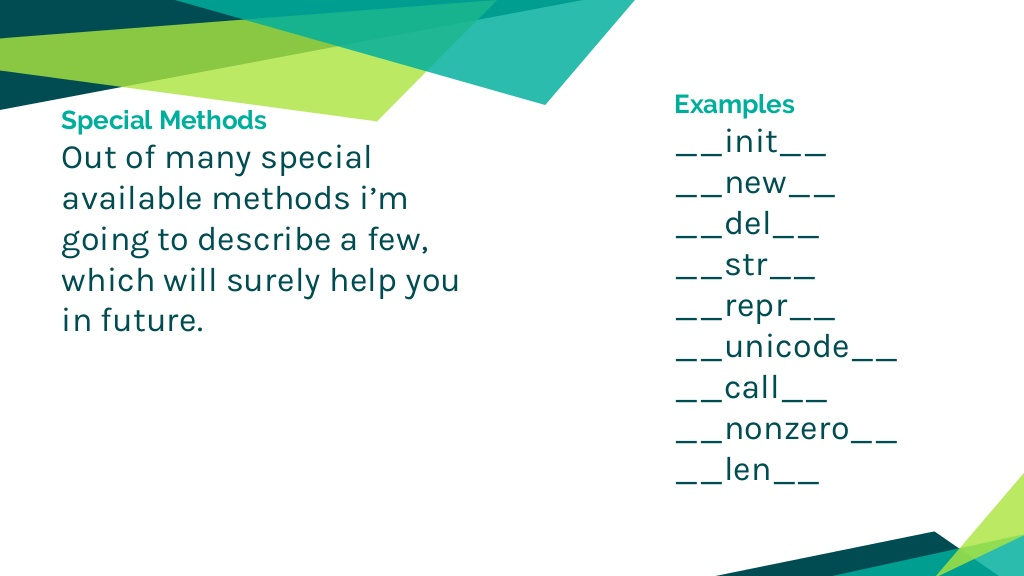 Special Methods
Out of many special
available methods i’m
going to describe a few,
which will surely help you
in future.
Examples
__init__
__new__
__del__
__str__
__repr__
__unicode__
__call__
__nonzero__
__len__